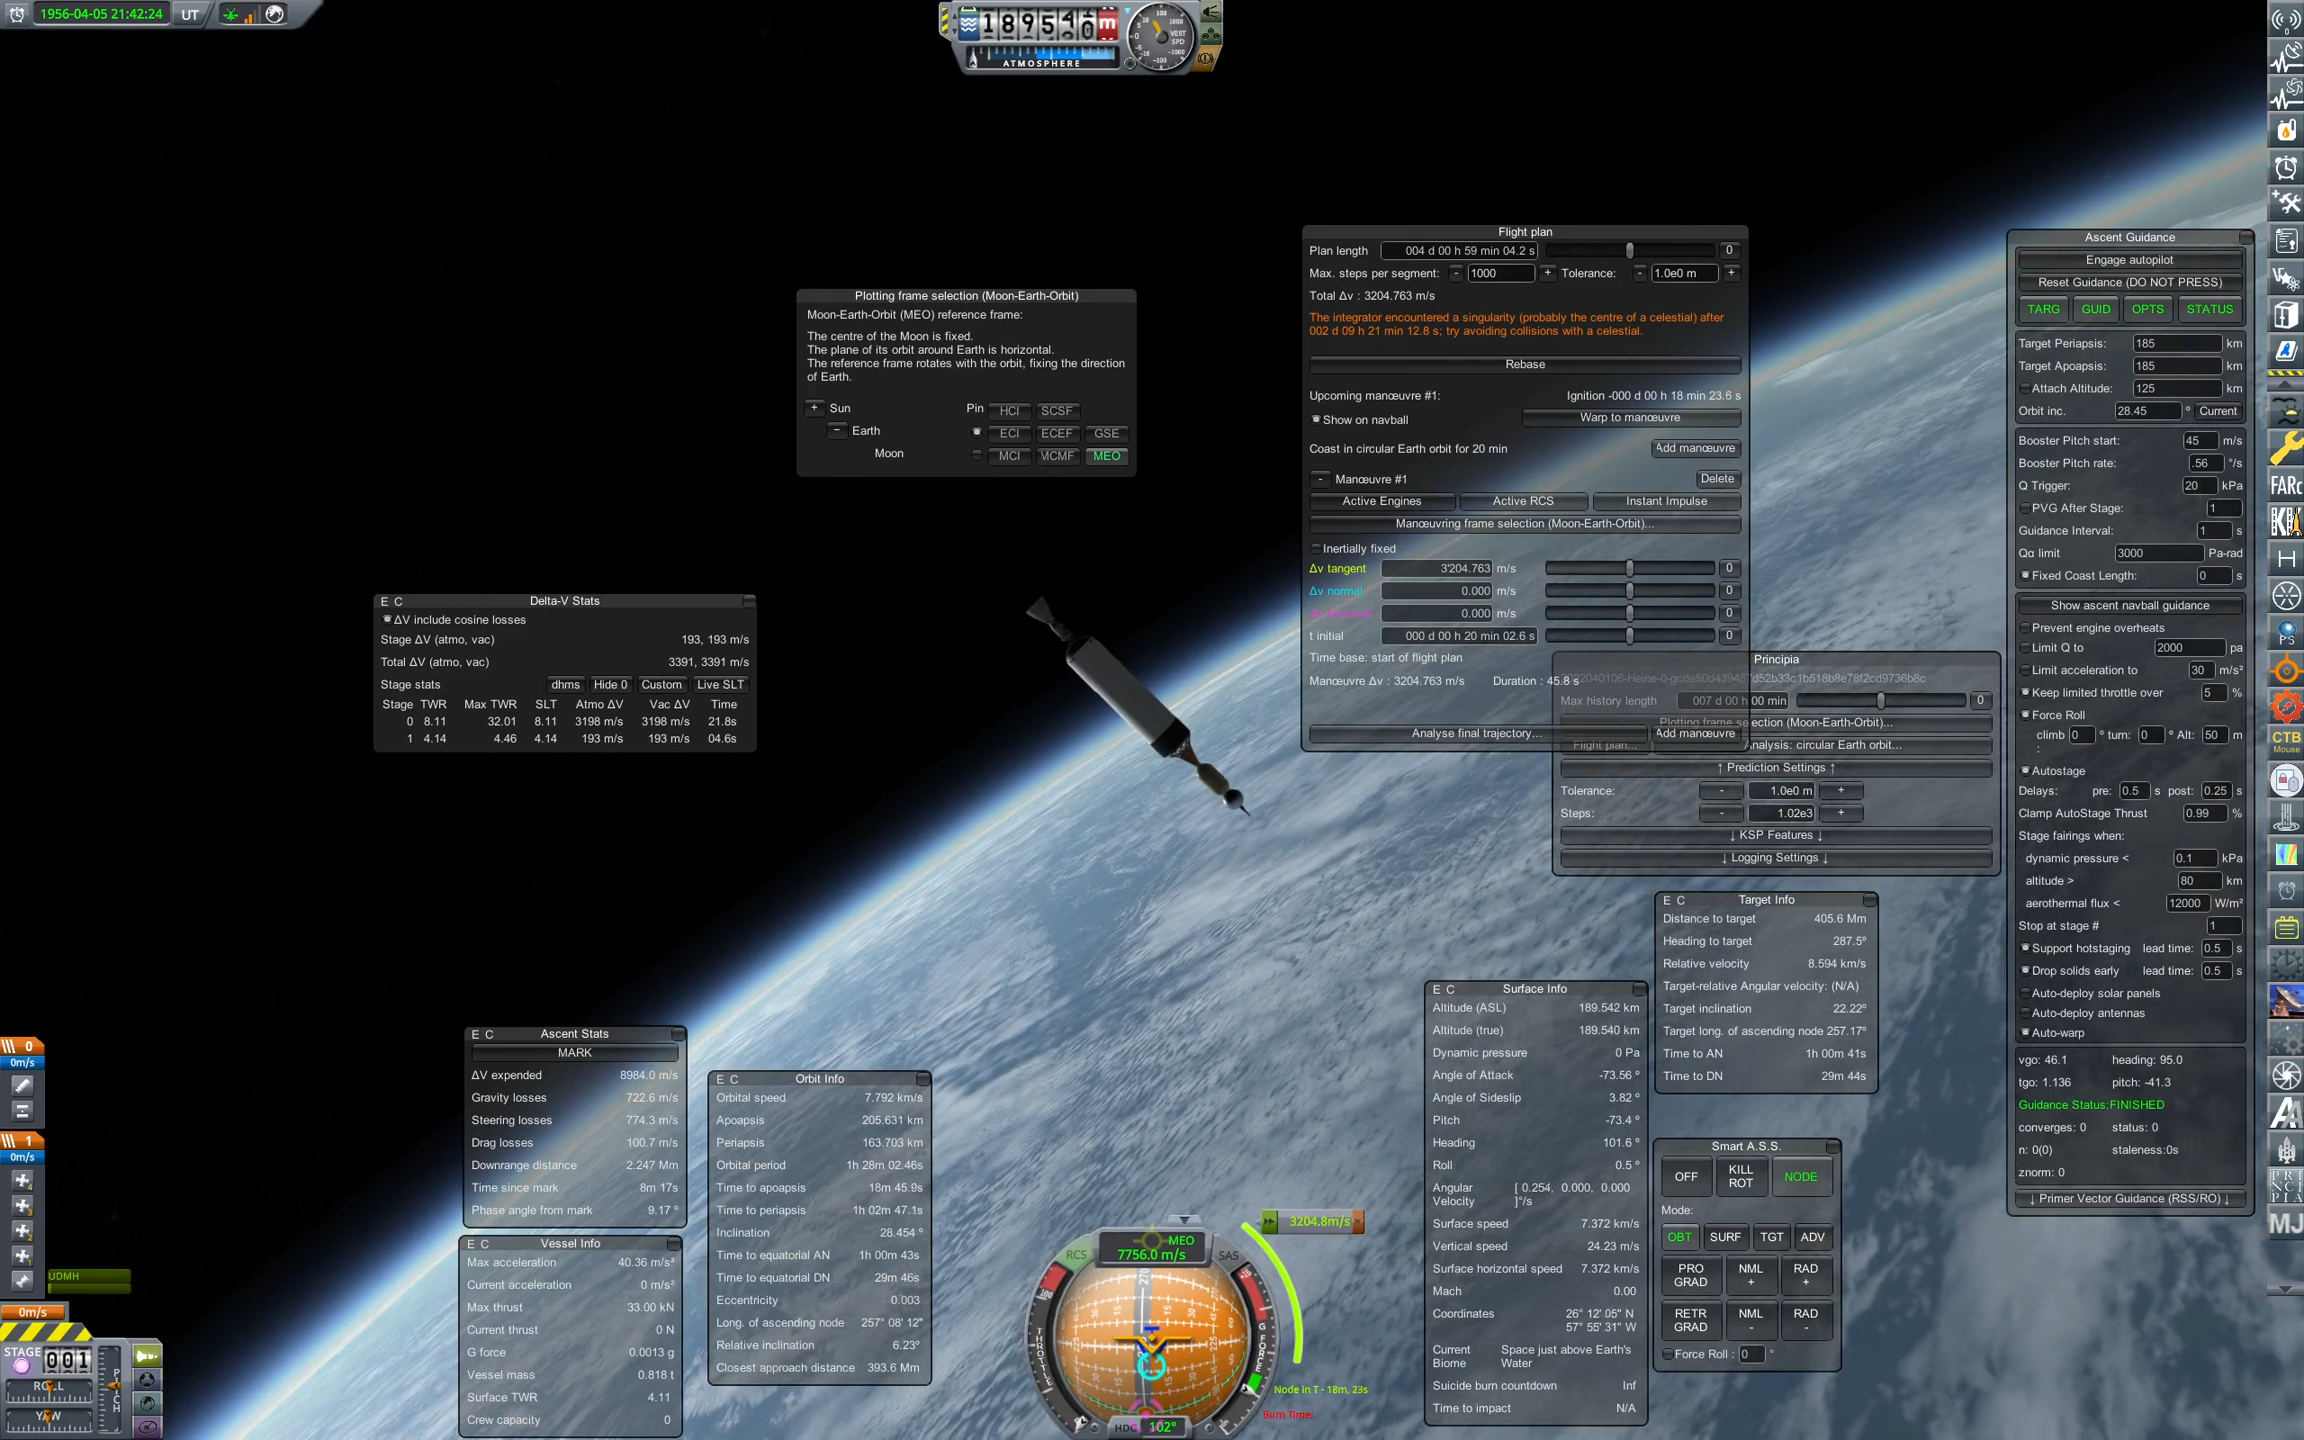 1956-04-05 21:42:24 UT
189540 m
ATMOSPHERE
VERT SPD
Plotting frame selection (Moon-Earth-Orbit)
Moon-Earth-Orbit (MEO) reference frame:
The centre of the Moon is fixed.
The plane of its orbit around Earth is horizontal.
The reference frame rotates with the orbit, fixing the direction
of Earth.
+ Sun Pin HCI SCSF
- Earth ECI ECEF GSE
Moon MCI MCMF MEO
Flight plan
Plan length 004 d 00 h 59 min 04.2 s 0
Max. steps per segment: - 1000 + Tolerance: - 1.0e0 m +
Total Δv : 3204.763 m/s
The integrator encountered a singularity (probably the centre of a celestial) after
002 d 09 h 21 min 12.8 s; try avoiding collisions with a celestial.
Rebase
Upcoming manœuvre #1: Ignition -000 d 00 h 18 min 23.6 s
Show on navball Warp to manœuvre
Coast in circular Earth orbit for 20 min Add manœuvre
- Manœuvre #1 Delete
Active Engines Active RCS Instant Impulse
Manœuvring frame selection (Moon-Earth-Orbit)...
Inertially fixed
Δv tangent 3'204.763 m/s 0
Δv normal 0.000 m/s 0
0.000 m/s 0
t initial 000 d 00 h 20 min 02.6 s 0
Time base: start of flight plan
Manœuvre Δv : 3204.763 m/s Duration : 45.8 s
Analyse final trajectory... Add manœuvre
Principia
Max history length 007 d 00 h 00 min 0
Plotting frame selection (Moon-Earth-Orbit)...
Flight plan... Analysis: circular Earth orbit...
↑ Prediction Settings ↑
Tolerance: - 1.0e0 m +
Steps: - 1.02e3 +
↓ KSP Features ↓
↓ Logging Settings ↓
Ascent Guidance
Engage autopilot
Reset Guidance (DO NOT PRESS)
TARG GUID OPTS STATUS
Target Periapsis: 185 km
Target Apoapsis: 185 km
Attach Altitude: 125 km
Orbit inc. 28.45 ° Current
Booster Pitch start: 45 m/s
Booster Pitch rate: .56 °/s
Q Trigger: 20 kPa
PVG After Stage: 1
Guidance Interval: 1 s
Qα limit 3000 Pa-rad
Fixed Coast Length: 0 s
Show ascent navball guidance
Prevent engine overheats
Limit Q to 2000 pa
Limit acceleration to 30 m/s²
Keep limited throttle over 5 %
Force Roll
climb 0 ° turn: 0 ° Alt: 50 m
:
Autostage
Delays: pre: 0.5 s post: 0.25 s
Clamp AutoStage Thrust 0.99 %
Stage fairings when:
dynamic pressure < 0.1 kPa
altitude > 80 km
aerothermal flux < 12000 W/m²
Stop at stage # 1
Support hotstaging lead time: 0.5 s
Drop solids early lead time: 0.5 s
Auto-deploy solar panels
Auto-deploy antennas
Auto-warp
vgo: 46.1 heading: 95.0
tgo: 1.136 pitch: -41.3
Guidance Status:FINISHED
converges: 0 status: 0
n: 0(0) staleness:0s
znorm: 0
↓ Primer Vector Guidance (RSS/RO) ↓
E C Delta-V Stats
ΔV include cosine losses
Stage ΔV (atmo, vac) 193, 193 m/s
Total ΔV (atmo, vac) 3391, 3391 m/s
Stage stats dhms Hide 0 Custom Live SLT
Stage TWR Max TWR SLT Atmo ΔV Vac ΔV Time
0 8.11 32.01 8.11 3198 m/s 3198 m/s 21.8s
1 4.14 4.46 4.14 193 m/s 193 m/s 04.6s
E C Target Info
Distance to target 405.6 Mm
Heading to target 287.5º
Relative velocity 8.594 km/s
Target-relative Angular velocity: (N/A)
Target inclination 22.22º
Target long. of ascending node 257.17º
Time to AN 1h 00m 41s
Time to DN 29m 44s
E C Surface Info
Altitude (ASL) 189.542 km
Altitude (true) 189.540 km
Dynamic pressure 0 Pa
Angle of Attack -73.56 º
Angle of Sideslip 3.82 º
Pitch -73.4 º
Heading 101.6 º
Roll 0.5 º
Angular [ 0.254, 0.000, 0.000
Velocity ]°/s
Surface speed 7.372 km/s
Vertical speed 24.23 m/s
Surface horizontal speed 7.372 km/s
Mach 0.00
Coordinates 26° 12' 05" N
57° 55' 31" W
Current Space just above Earth's
Biome Water
Suicide burn countdown Inf
Time to impact N/A
Smart A.S.S.
OFF KILL ROT NODE
Mode:
OBT SURF TGT ADV
PRO GRAD NML + RAD +
RETR GRAD NML - RAD -
Force Roll : 0 °
E C Ascent Stats
MARK
ΔV expended 8984.0 m/s
Gravity losses 722.6 m/s
Steering losses 774.3 m/s
Drag losses 100.7 m/s
Downrange distance 2.247 Mm
Time since mark 8m 17s
Phase angle from mark 9.17 º
E C Vessel Info
Max acceleration 40.36 m/s²
Current acceleration 0 m/s²
Max thrust 33.00 kN
Current thrust 0 N
G force 0.0013 g
Vessel mass 0.818 t
Surface TWR 4.11
Crew capacity 0
E C Orbit Info
Orbital speed 7.792 km/s
Apoapsis 205.631 km
Periapsis 163.703 km
Orbital period 1h 28m 02.46s
Time to apoapsis 18m 45.9s
Time to periapsis 1h 02m 47.1s
Inclination 28.454 º
Time to equatorial AN 1h 00m 43s
Time to equatorial DN 29m 46s
Eccentricity 0.003
Long. of ascending node 257° 08' 12"
Relative inclination 6.23º
Closest approach distance 393.6 Mm
3204.8m/s
RCS MEO SAS
7756.0 m/s
THROTTLE
G FORCE
HDG 102°
Node in T - 18m, 23s
Burn Time:
0
0m/s
1
0m/s
UDMH
0m/s
STAGE 001
ROLL
YAW
PITCH
FARc
CTB
Mouse
PS
PRINCIPIA
MJ